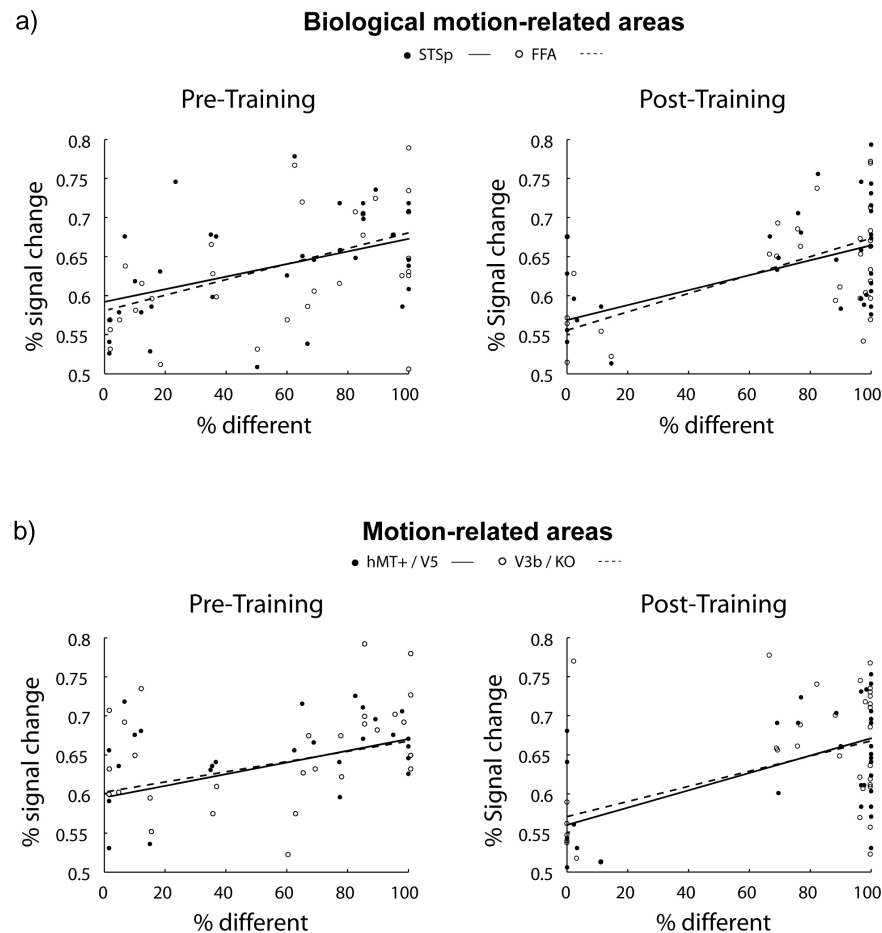 a)
Biological motion-related areas
STSp FFA
Pre-Training Post-Training
0.8 0.8
0.75 0.75
0.7 0.7
0.65 0.65
0.6 0.6
0.55 0.55
0.5 0.5
% signal change % Signal change
0 20 40 60 80 100 0 20 40 60 80 100
% different % different
b)
Motion-related areas
hMT+ / V5 V3b / KO
Pre-Training Post-Training
0.8 0.8
0.75 0.75
0.7 0.7
0.65 0.65
0.6 0.6
0.55 0.55
0.5 0.5
% signal change % Signal change
0 20 40 60 80 100 0 20 40 60 80 100
% different % different